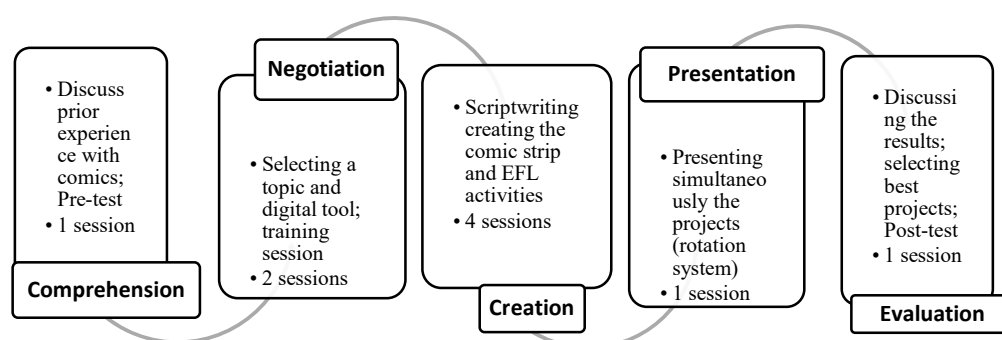 • Discuss
prior
experien
ce with
comics;
Pre-test
• 1 session
Comprehension
Negotiation
• Selecting a
topic and
digital tool;
training
session
• 2 sessions
• Scriptwriting
creating the
comic strip
and EFL
activities
• 4 sessions
Creation
Presentation
• Presenting
simultaneo
usly the
projects
(rotation
system)
• 1 session
• Discussi
ng the
results;
selecting
best
projects;
Post-test
• 1 session
Evaluation